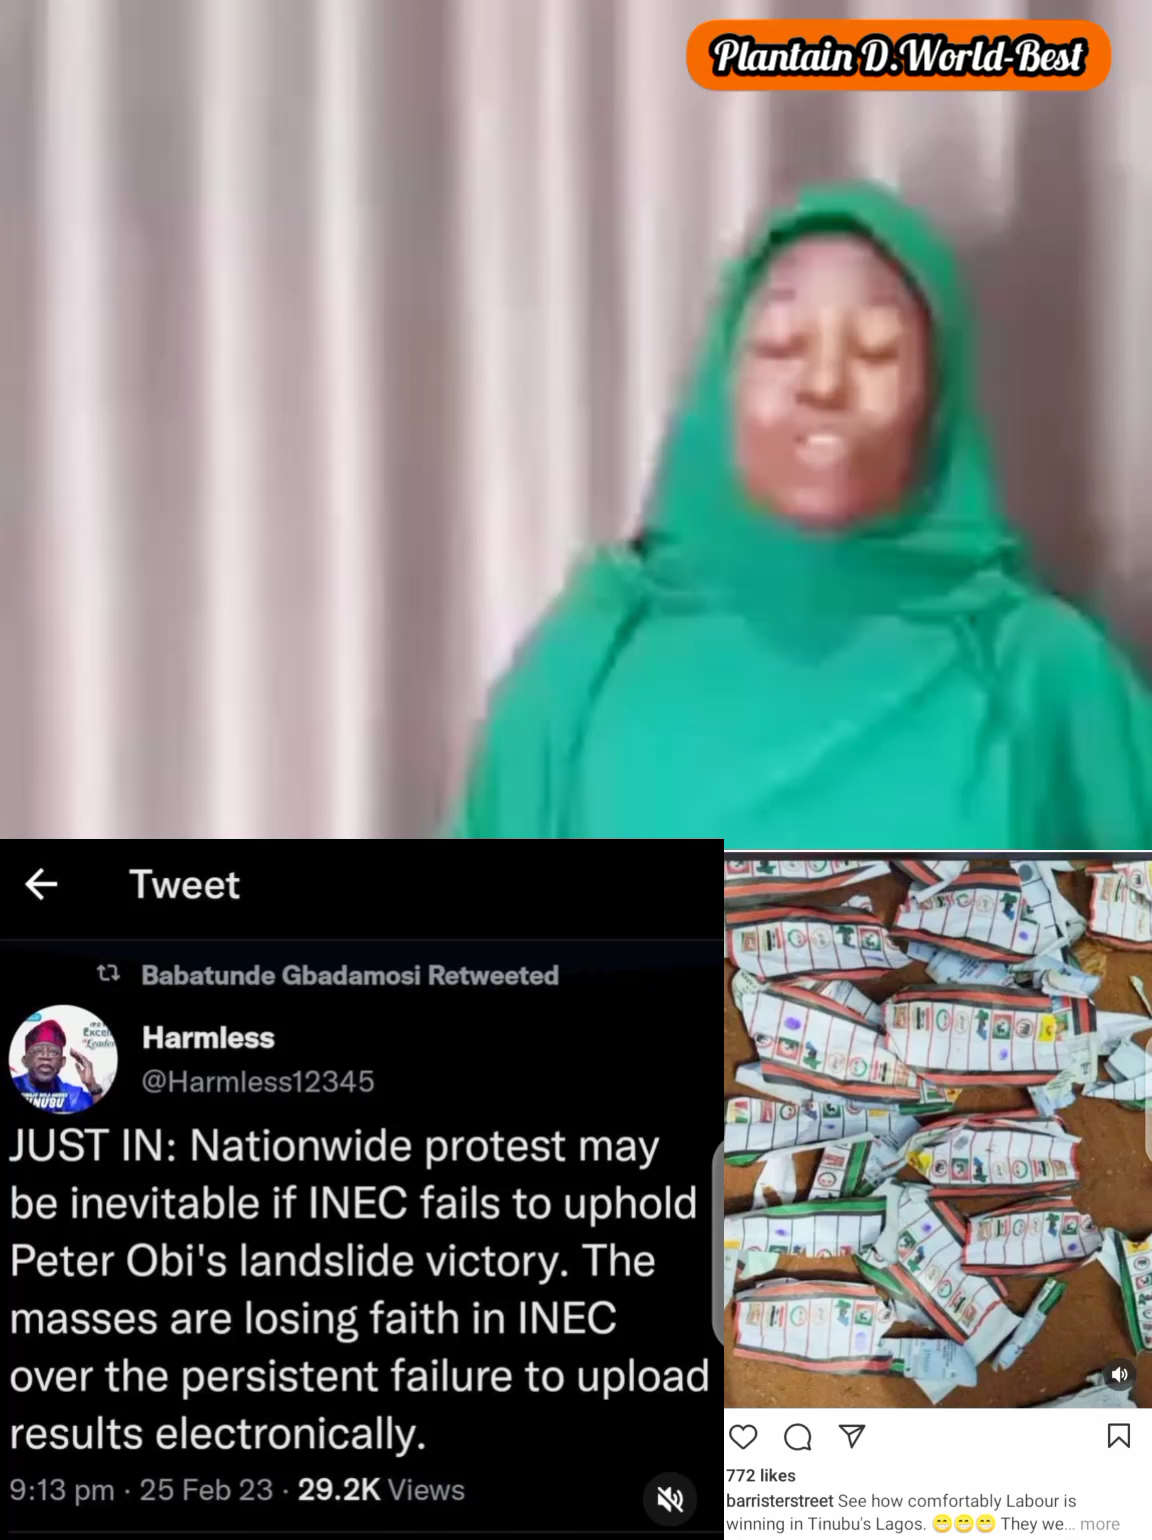 Plantain D.World-Best
Tweet
Babatunde Gbadamosi Retweeted
Harmless
@Harmless12345
JUST IN: Nationwide protest may
be inevitable if INEC fails to uphold
Peter Obi's landslide victory. The
masses are losing faith in INEC
over the persistent failure to upload
results electronically.
9:13 pm · 25 Feb 23 · 29.2K Views
772 likes
barristerstreet See how comfortably Labour is
winning in Tinubu's Lagos. 😁😁😁 They we... more